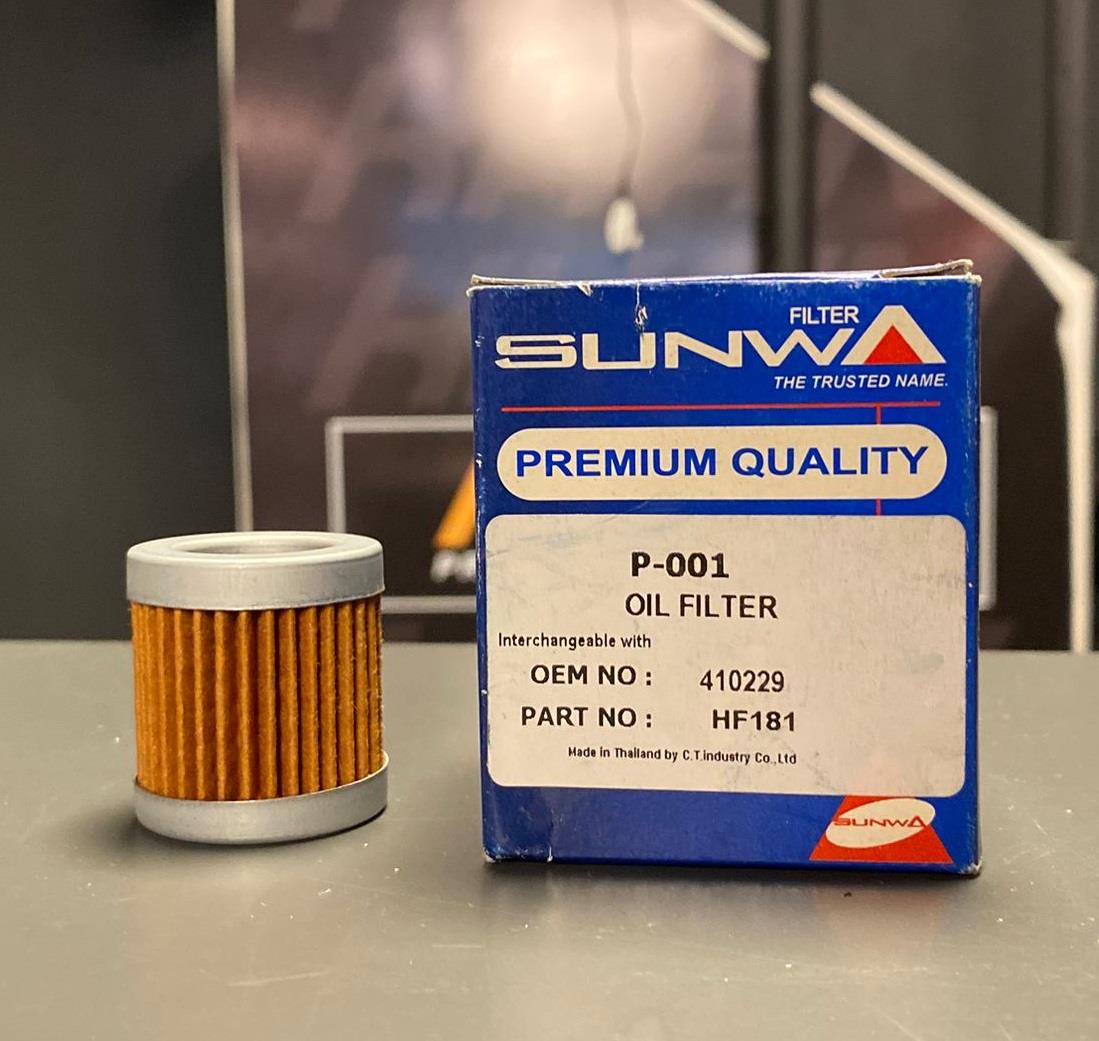 FILTER
SUNWA
THE TRUSTED NAME.
PREMIUM QUALITY
P-001
OIL FILTER
Interchangeable with
OEM NO : 410229
PART NO : HF181
Made in Thailand by C.T.industry Co.,Ltd
SUNWA